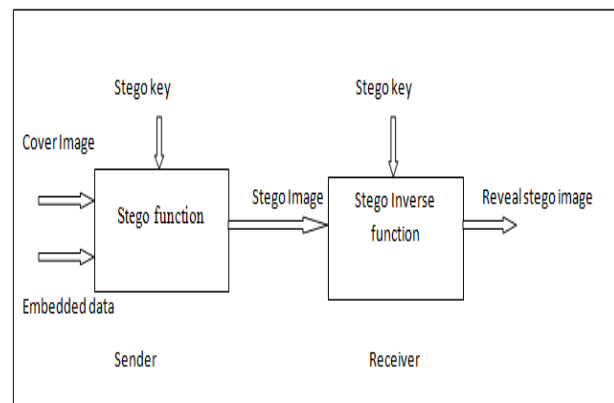 Stego key
Stego key
Cover Image
Stego function
Stego Image
Stego Inverse
function
Reveal stego image
Embedded data
Sender
Receiver